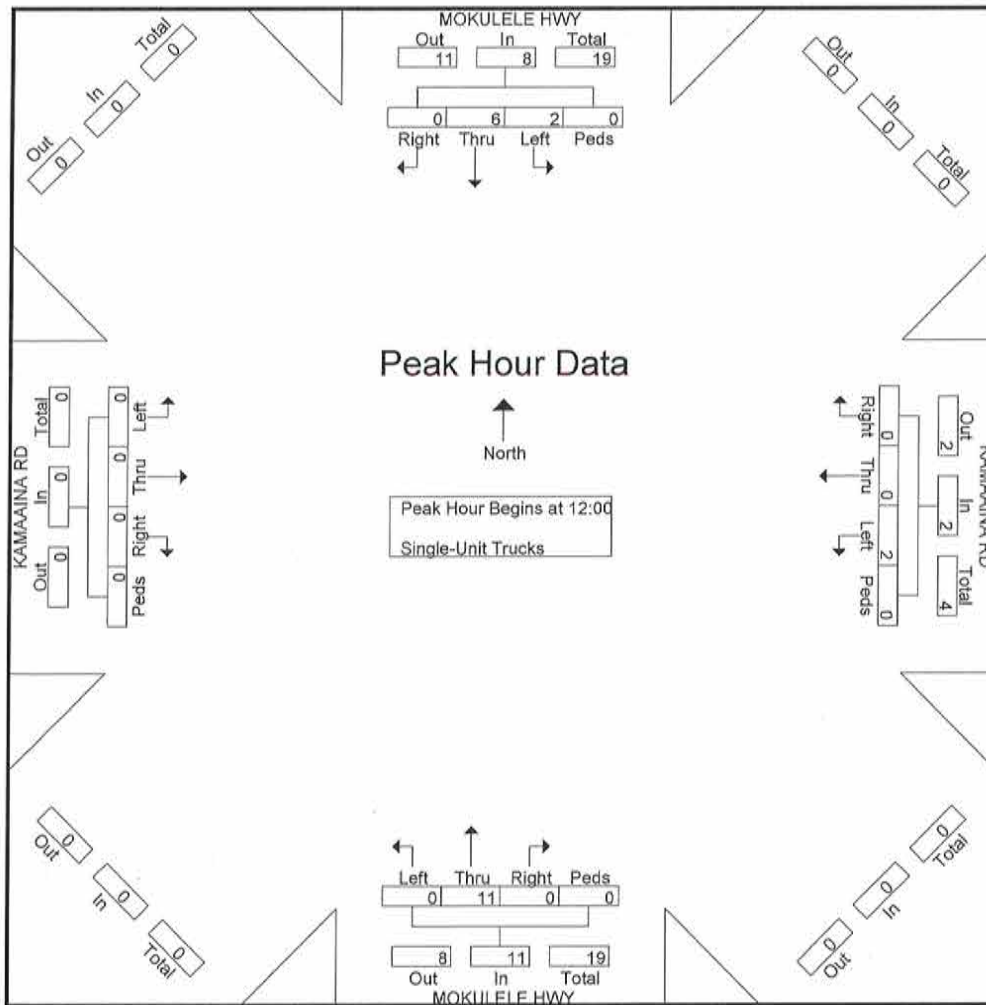 MOKULELE HWY
Out In Total
11 8 19
0 6 2 0
Right Thru Left Peds
Total
0
In
0
Out
0
Out
0
In
0
Total
0
Peak Hour Data
North
Peak Hour Begins at 12:00
Single-Unit Trucks
KAMAAINA RD
Total In Out
0 0 0
0 0 0 0
Left Thru Right Peds
Right Thru Left Peds
0 0 2 0
Out In Total
2 2 4
KAMAAINA RD
Out
0
In
0
Total
0
Total
0
In
0
Out
0
Left Thru Right Peds
0 11 0 0
8 11 19
Out In Total
MOKULELE HWY